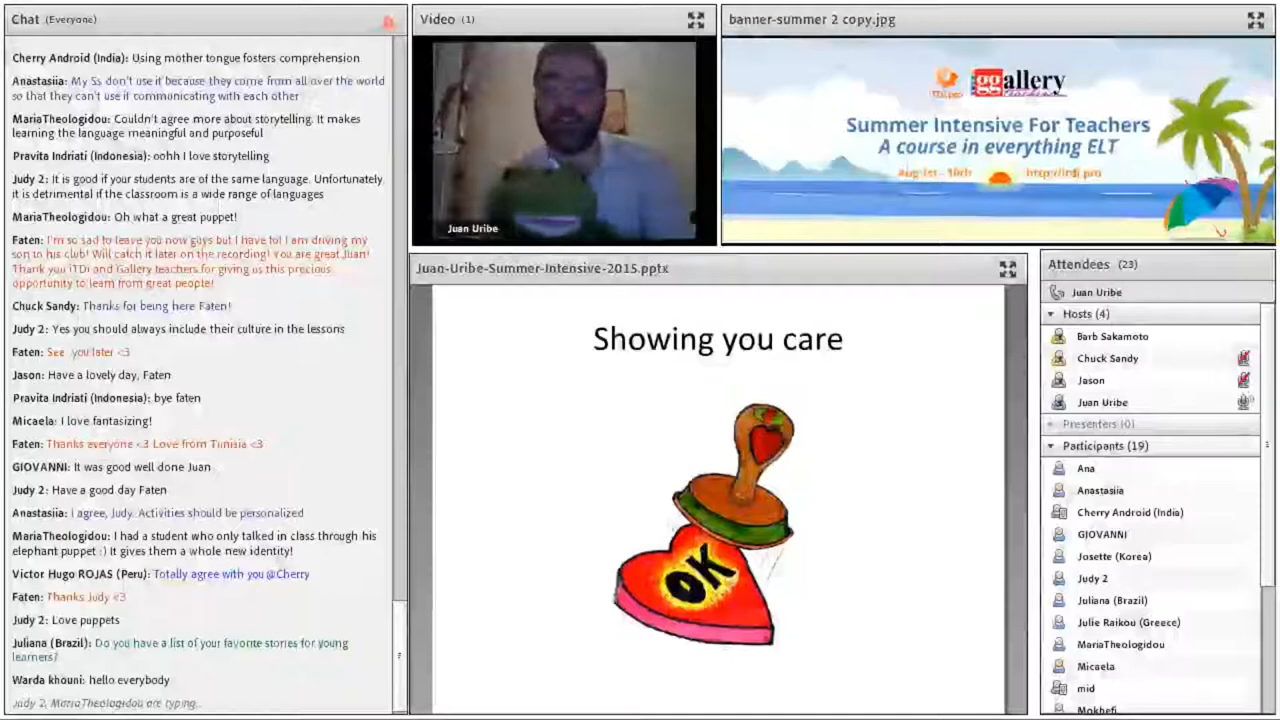 Chat (Everyone)
Cherry Android (India): Using mother tongue fosters comprehension
Anastasiia: My Ss don't use it because they come from all over the world
so that they can't use it communicating with each other
MariaTheologidou: Couldn't agree more about storytelling. It makes
learning the language meaningful and purposeful
Pravita Indriati (Indonesia): oohh I love storytelling
Judy 2: It is good if your students are of the same language. Unfortunately
it is detrimental if the classroom is a wide range of languages
MariaTheologidou: Oh what a great puppet!
Faten: I'm so sad to leave you now guys but I have to! I am driving my
son to his club! Will catch it later on the recording! You are great Juan!
Thank you iTDi and Gallery teachers for giving us this precious
opportunity to learn from great people!
Chuck Sandy: Thanks for being here Faten!
Judy 2: Yes you should always include their culture in the lessons
Faten: See you later <3
Jason: Have a lovely day, Faten
Pravita Indriati (Indonesia): bye faten
Micaela: I love fantasizing!
Faten: Thanks everyone <3 Love from Tunisia <3
GIOVANNI: It was good well done Juan
Judy 2: Have a good day Faten
Anastasiia: I agree, Judy. Activities should be personalized
MariaTheologidou: I had a student who only talked in class through his
elephant puppet :) It gives them a whole new identity!
Victor Hugo ROJAS (Peru): Totally agree with you @Cherry
Faten: Thanks Judy <3
Judy 2: Love puppets
Juliana (Brazil): Do you have a list of your favorite stories for young
learners?
Warda khouni: hello everybody
Judy 2, MariaTheologidou are typing...
Video (1)
Juan Uribe
banner-summer 2 copy.jpg
ggallery
Summer Intensive For Teachers
A course in everything ELT
Aug 1st -
http://itdi.pro
Juan-Uribe-Summer-Intensive-2015.pptx
Showing you care
OK
Attendees (23)
Juan Uribe
Hosts (4)
Barb Sakamoto
Chuck Sandy
Jason
Juan Uribe
Presenters (0)
Participants (19)
Ana
Anastasiia
Cherry Android (India)
GIOVANNI
Josette (Korea)
Judy 2
Juliana (Brazil)
Julie Raikou (Greece)
MariaTheologidou
Micaela
mid
Mokhefi